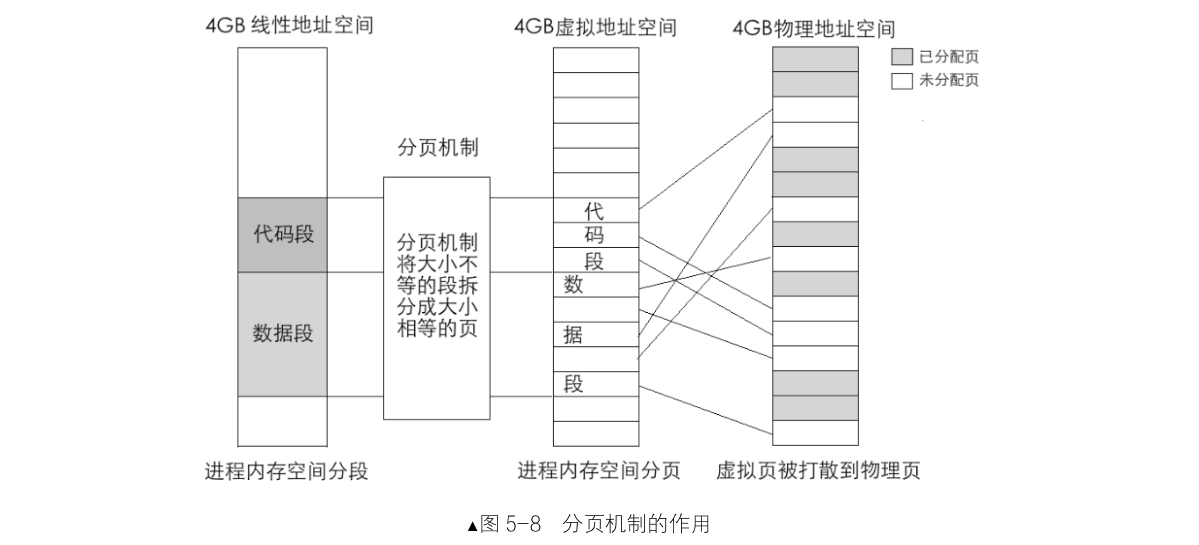 4GB 线性地址空间
4GB虚拟地址空间
4GB物理地址空间
已分配页
未分配页
分页机制
代码段
数据段
分页机制
将大小不
等的段拆
分成大小
相等的页
代
码
段
数
据
段
进程内存空间分段
进程内存空间分页
虚拟页被打散到物理页
▲图 5-8 分页机制的作用